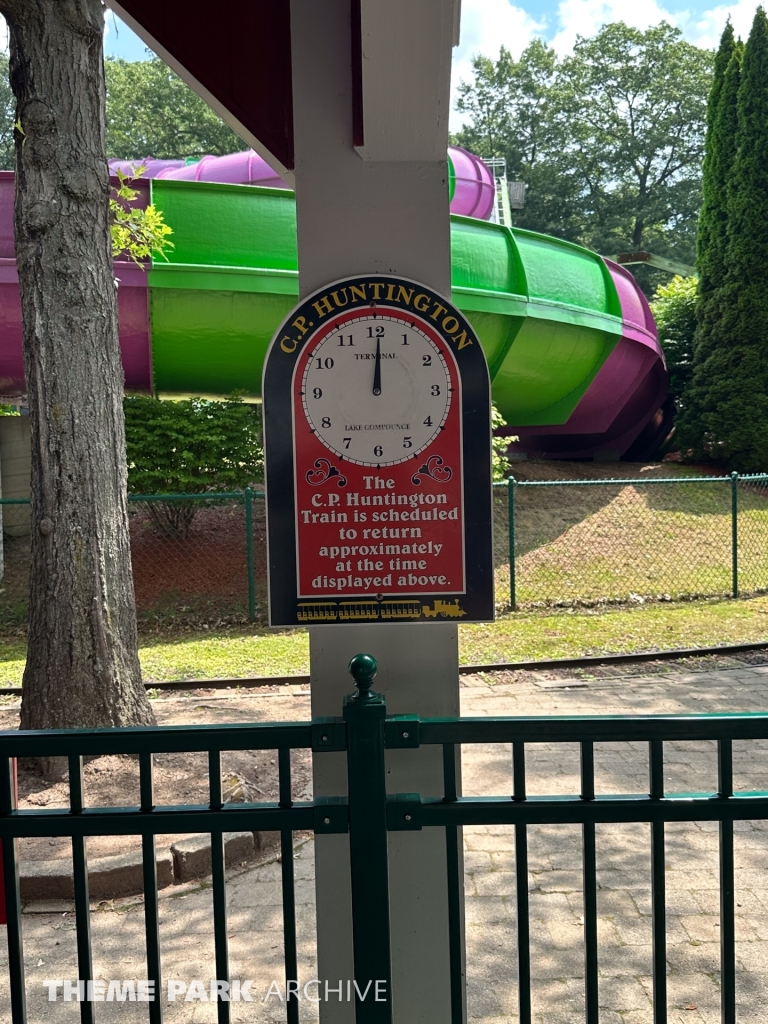 C.P. HUNTINGTON
11 12 1
10 2
TERMINAL
9 3
8 4
LAKE COMPOUNCE
7 6 5
The
C.P. Huntington
Train is scheduled
to return
approximately
at the time
displayed above.
THEME PARK ARCHIVE